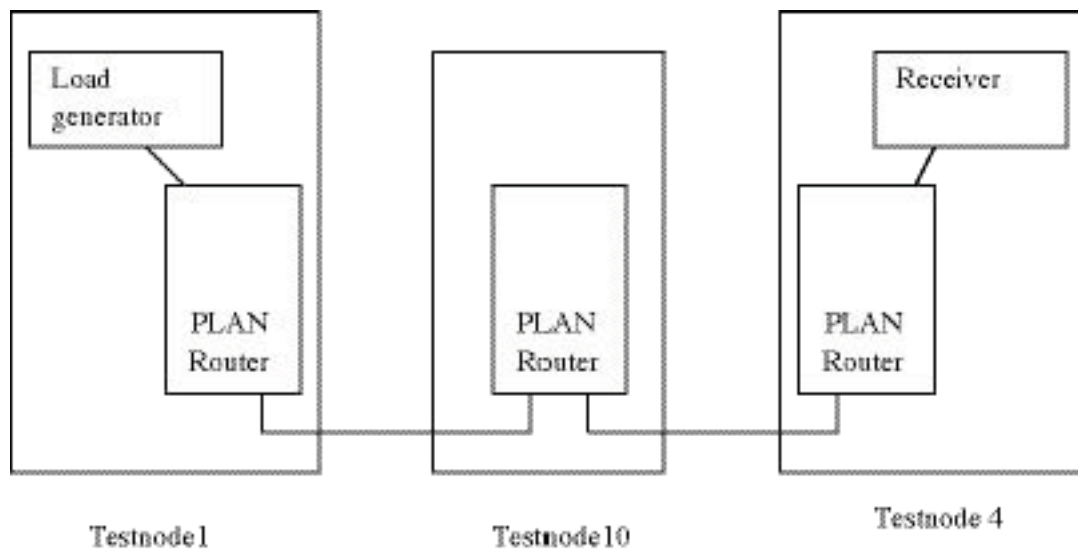 Load
generator
Receiver
PLAN
Router
PLAN
Router
PLAN
Router
Testnode1
Testnode10
Testnode 4